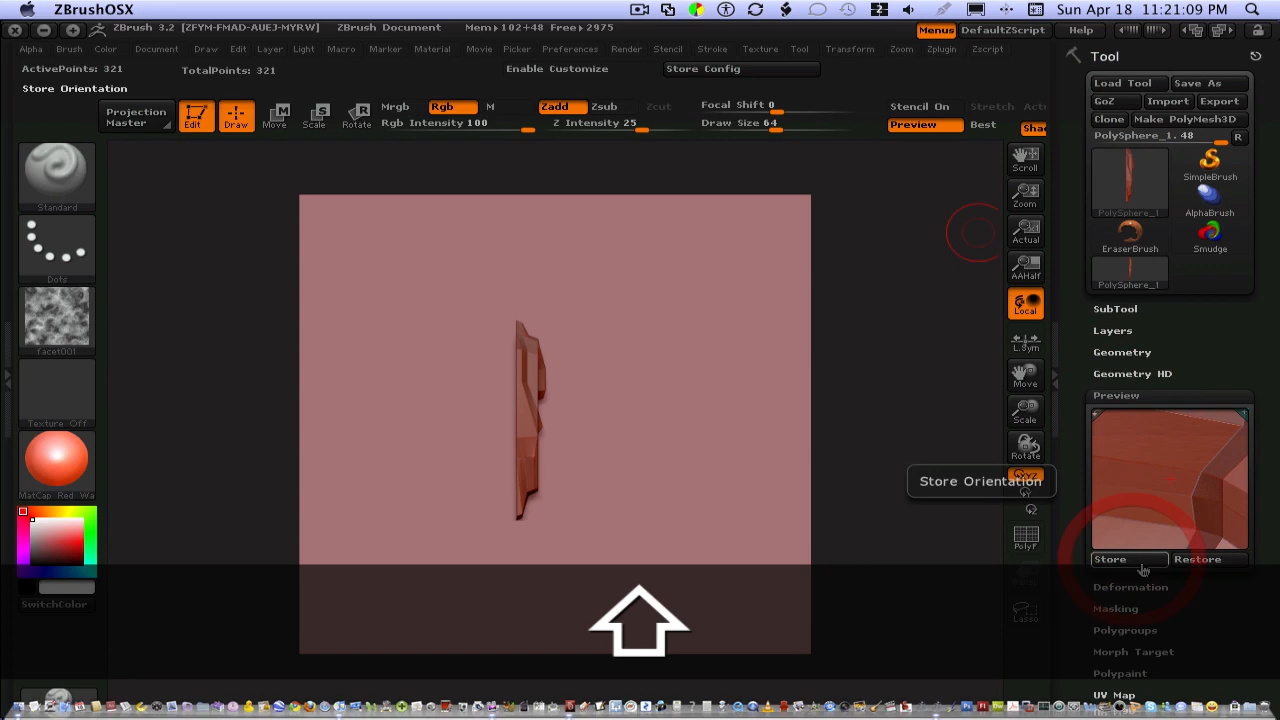 ZBrushOSX
Sun Apr 18 11:21:09 PM
ZBrush 3.2 [ZFYM-FMAD-AUEJ-MYRW] ZBrush Document Mem▸102+48 Free▸2975
Menus DefaultZScript Help
Alpha Brush Color Document Draw Edit Layer Light Macro Marker Material Movie Picker Preferences Render Stencil Stroke Texture Tool Transform Zoom Zplugin Zscript
ActivePoints: 321 TotalPoints: 321
Enable Customize Store Config
Store Orientation
Projection Master
Edit Draw Move Scale Rotate
Mrgb Rgb M
Rgb Intensity 100
Zadd Zsub Zcut
Z Intensity 25
Focal Shift 0
Draw Size 64
Stencil On Stretch
Preview Best
Standard
Dots
facet001
Texture Off
MatCap Red Wa
SwitchColor
Scroll
Zoom
Actual
AAHalf
Local
L.Sym
Move
Scale
Rotate
PolyF
Lasso
Store Orientation
Tool
Load Tool Save As
GoZ Import Export
Clone Make PolyMesh3D
PolySphere_1. 48 R
PolySphere_1 SimpleBrush
AlphaBrush
EraserBrush Smudge
PolySphere_1
SubTool
Layers
Geometry
Geometry HD
Preview
Store Restore
Deformation
Masking
Polygroups
Morph Target
Polypaint
UV Map